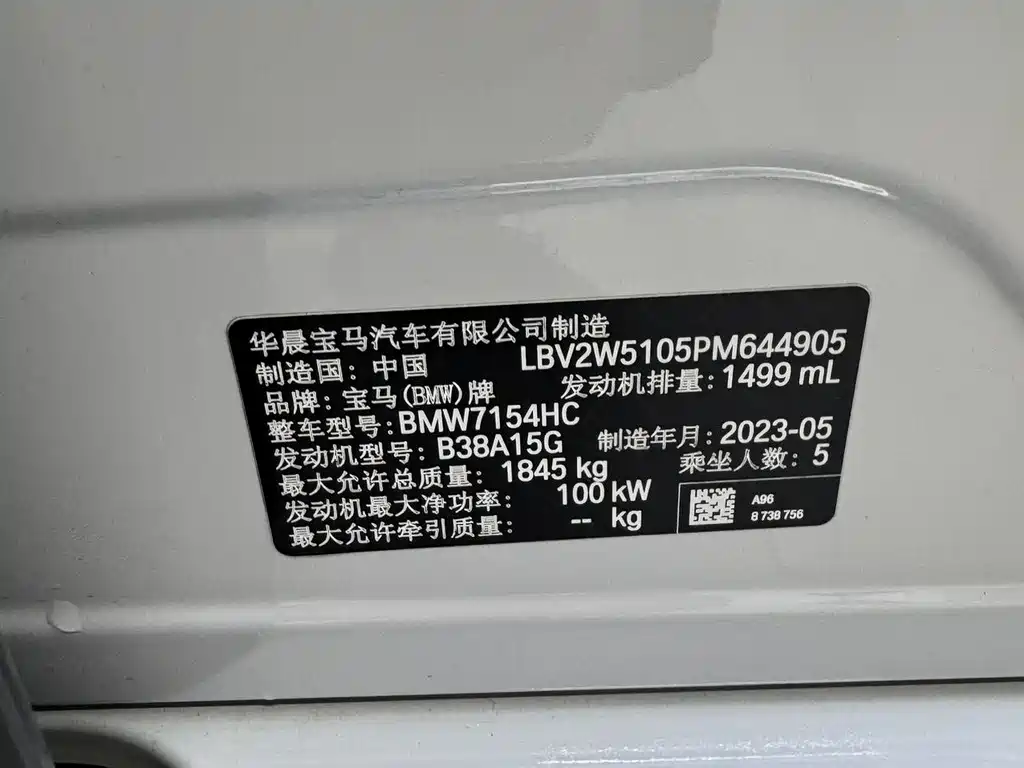 华晨宝马汽车有限公司制造
制造国：中国 LBV2W5105PM644905
品牌：宝马(BMW)牌 发动机排量：1499 mL
整车型号：BMW7154HC
发动机型号：B38A15G 制造年月：2023-05
最大允许总质量：1845 kg 乘坐人数：5
发动机最大净功率：100 kW
最大允许牵引质量：-- kg
A96
8 738 756